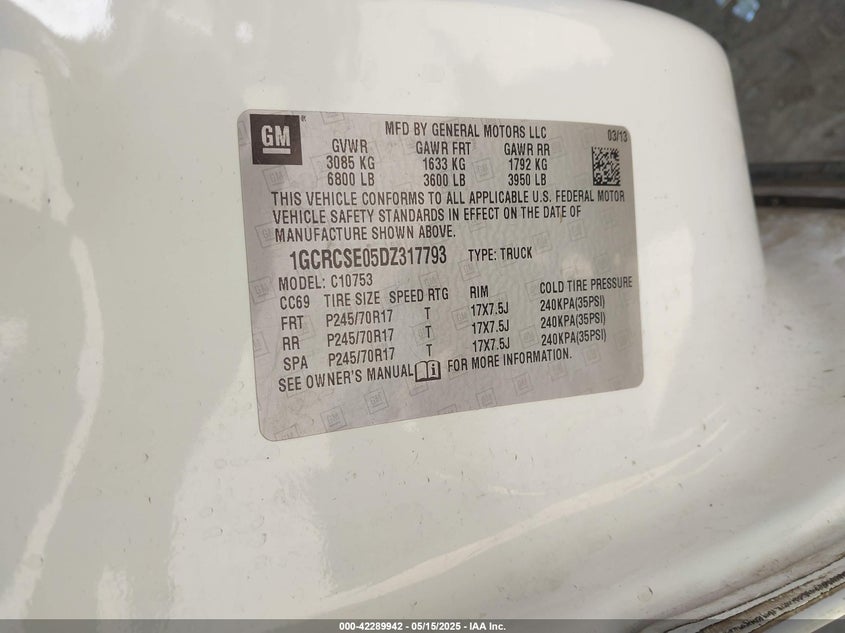 GM
MFD BY GENERAL MOTORS LLC 03/13
GVWR GAWR FRT GAWR RR
3085 KG 1633 KG 1792 KG
6800 LB 3600 LB 3950 LB
THIS VEHICLE CONFORMS TO ALL APPLICABLE U.S. FEDERAL MOTOR
VEHICLE SAFETY STANDARDS IN EFFECT ON THE DATE OF
MANUFACTURE SHOWN ABOVE.
1GCRCSE05DZ317793 TYPE: TRUCK
MODEL: C10753
CC69 TIRE SIZE SPEED RTG RIM COLD TIRE PRESSURE
FRT P245/70R17 T 17X7.5J 240KPA(35PSI)
RR P245/70R17 T 17X7.5J 240KPA(35PSI)
SPA P245/70R17 T 17X7.5J 240KPA(35PSI)
SEE OWNER'S MANUAL FOR MORE INFORMATION.
000-42289942 - 05/15/2025 - IAA Inc.